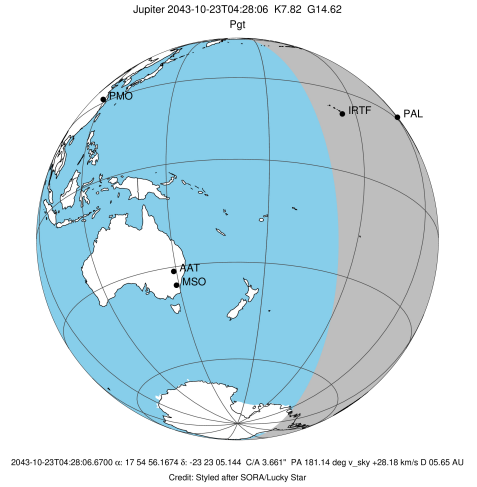 Jupiter 2043-10-23T04:28:06 K7.82 G14.62
Pgt
PMO
IRTF
PAL
AAT
MSO
2043-10-23T04:28:06.6700 α: 17 54 56.1674 δ: -23 23 05.144 C/A 3.661" PA 181.14 deg v_sky +28.18 km/s D 05.65 AU
Credit: Styled after SORA/Lucky Star